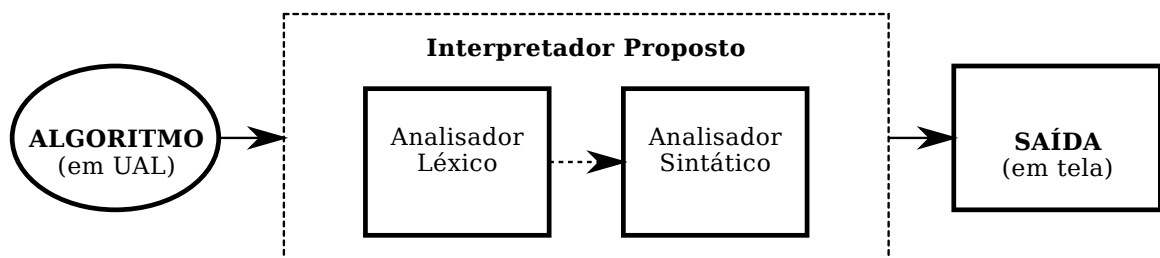 Interpretador Proposto
ALGORITMO
(em UAL)
Analisador
Léxico
Analisador
Sintático
SAÍDA
(em tela)